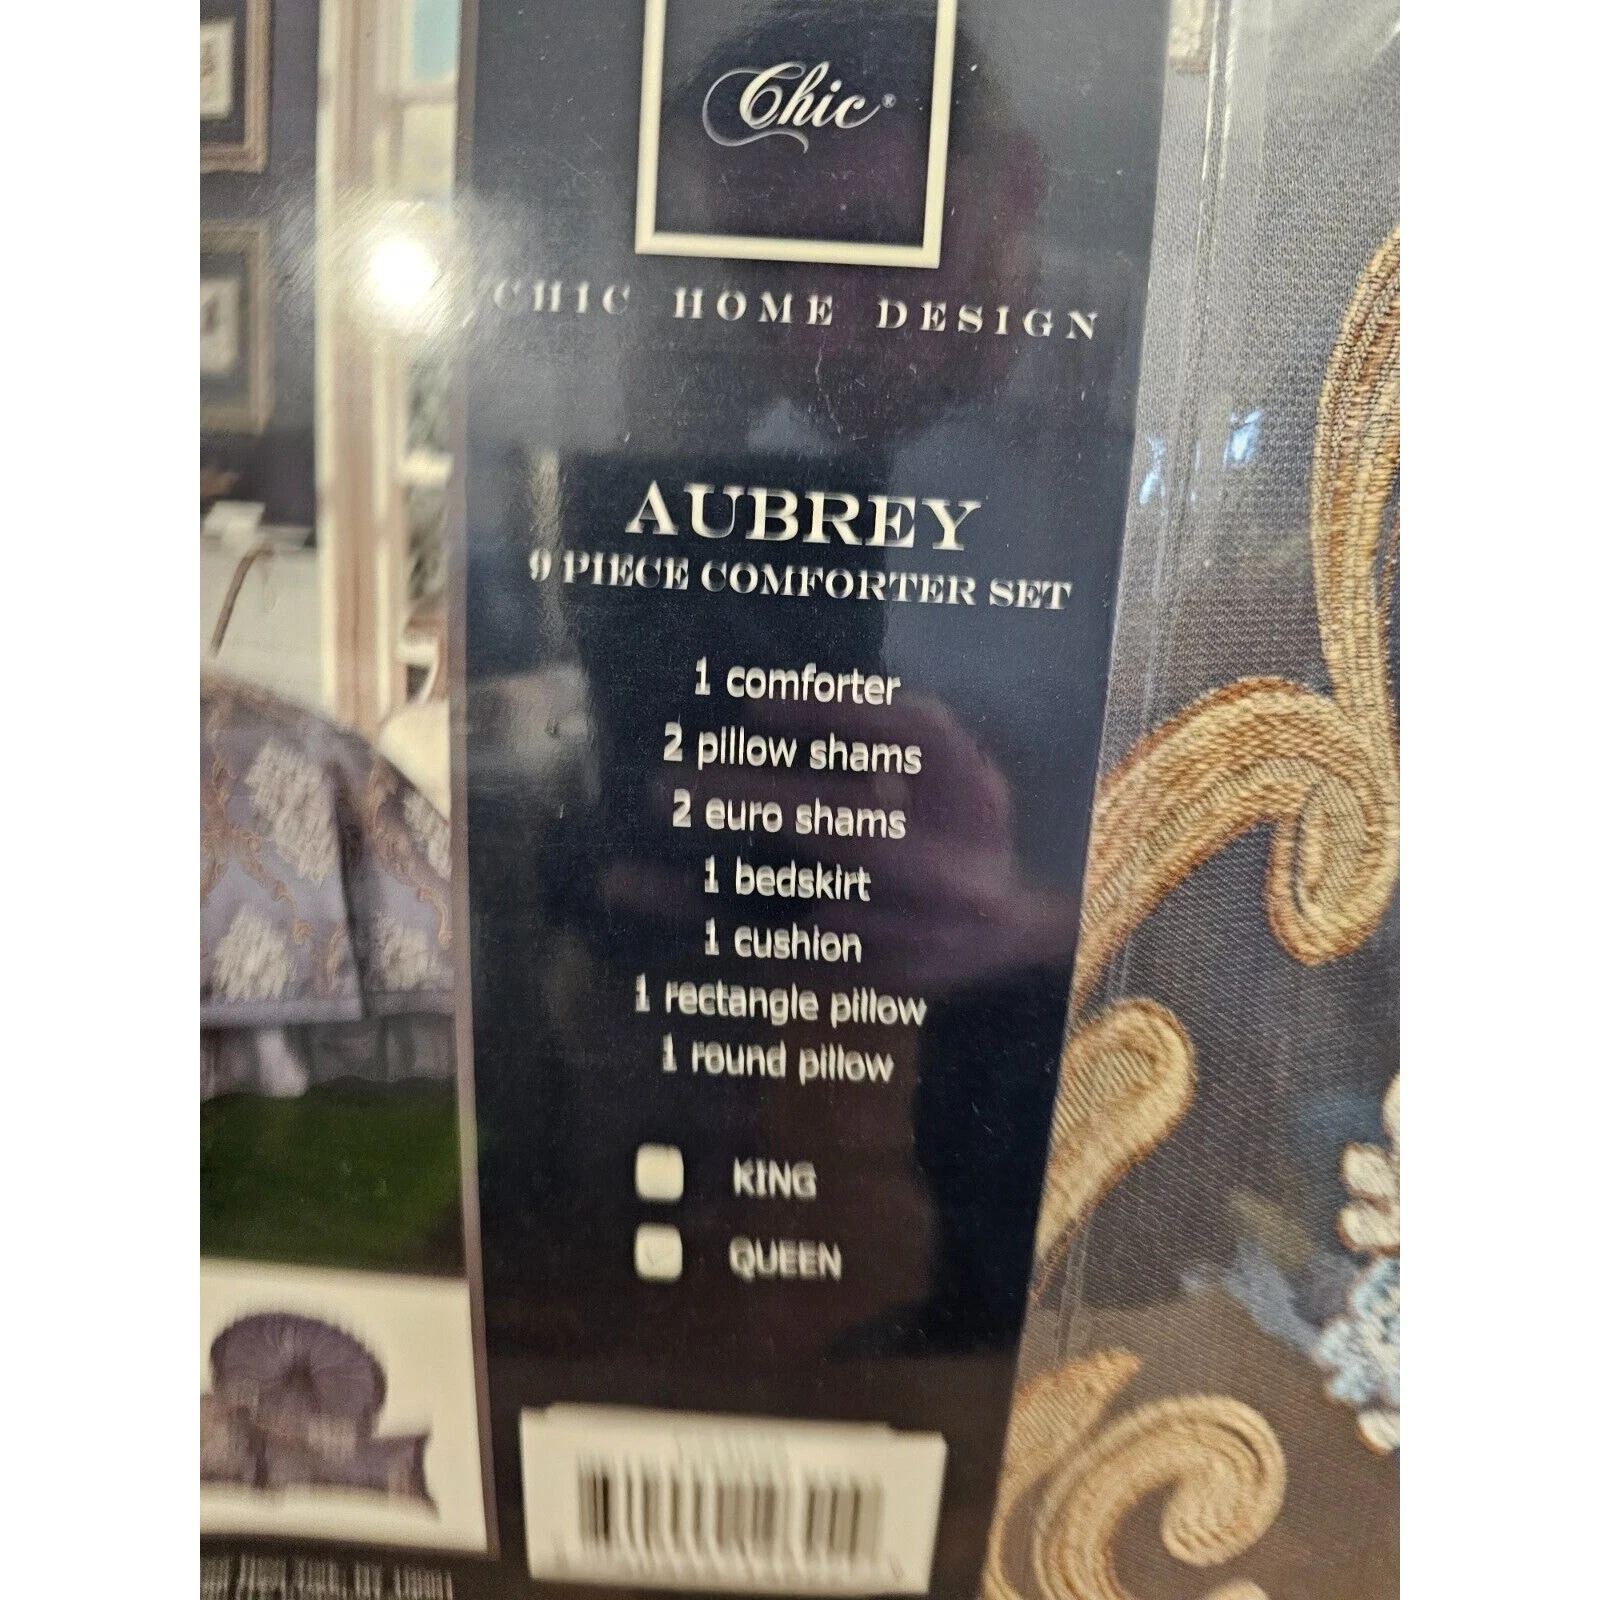 Chic®
CHIC HOME DESIGN
AUBREY
9 PIECE COMFORTER SET
1 comforter
2 pillow shams
2 euro shams
1 bedskirt
1 cushion
1 rectangle pillow
1 round pillow
KING
QUEEN